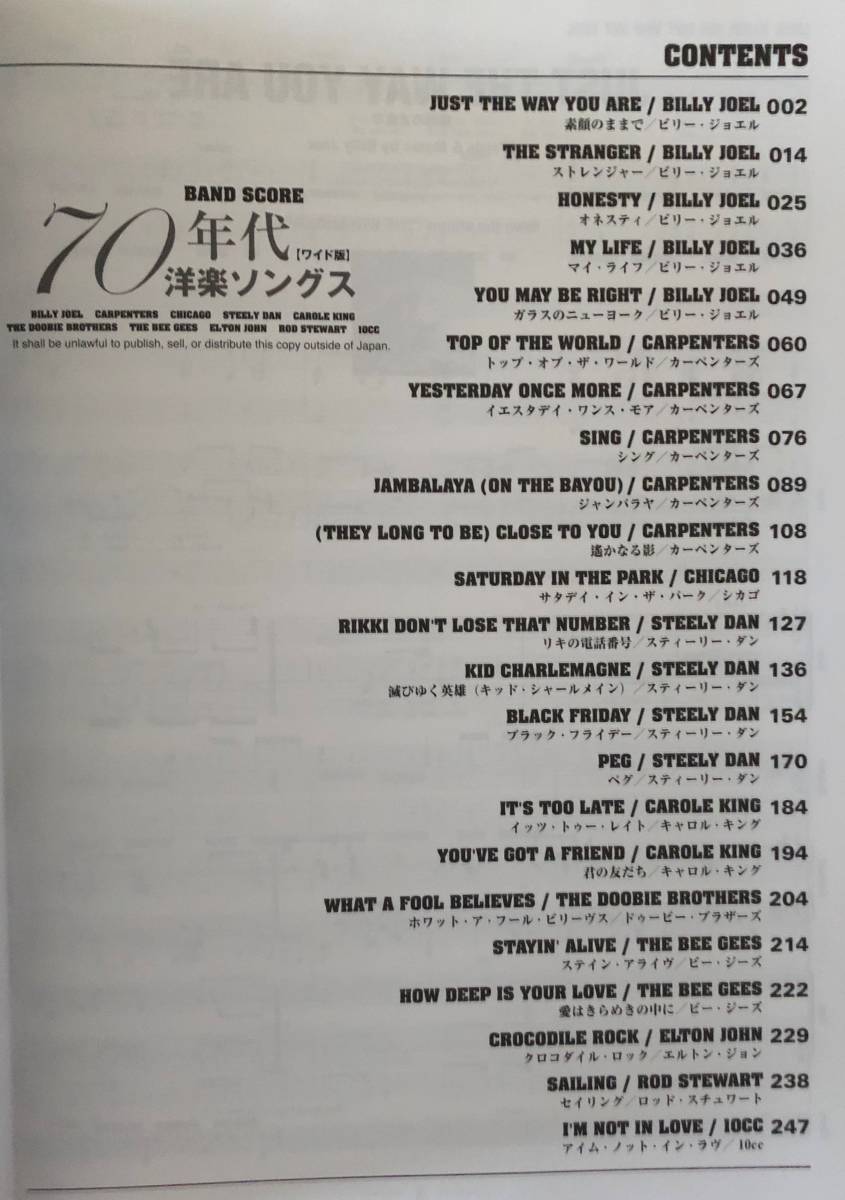 CONTENTS
BAND SCORE
70年代【ワイド版】
洋楽ソングス
BILLY JOEL CARPENTERS CHICAGO STEELY DAN CAROLE KING
THE DOOBIE BROTHERS THE BEE GEES ELTON JOHN ROD STEWART 10CC
It shall be unlawful to publish, sell, or distribute this copy outside of Japan.
JUST THE WAY YOU ARE / BILLY JOEL 002
素顔のままで/ビリー・ジョエル
THE STRANGER / BILLY JOEL 014
ストレンジャー/ビリー・ジョエル
HONESTY / BILLY JOEL 025
オネスティ/ビリー・ジョエル
MY LIFE / BILLY JOEL 036
マイ・ライフ/ビリー・ジョエル
YOU MAY BE RIGHT / BILLY JOEL 049
ガラスのニューヨーク/ビリー・ジョエル
TOP OF THE WORLD / CARPENTERS 060
トップ・オブ・ザ・ワールド/カーペンターズ
YESTERDAY ONCE MORE / CARPENTERS 067
イエスタデイ・ワンス・モア/カーペンターズ
SING / CARPENTERS 076
シング/カーペンターズ
JAMBALAYA (ON THE BAYOU) / CARPENTERS 089
ジャンバラヤ/カーペンターズ
(THEY LONG TO BE) CLOSE TO YOU / CARPENTERS 108
遙かなる影/カーペンターズ
SATURDAY IN THE PARK / CHICAGO 118
サタデイ・イン・ザ・パーク/シカゴ
RIKKI DON'T LOSE THAT NUMBER / STEELY DAN 127
リキの電話番号/スティーリー・ダン
KID CHARLEMAGNE / STEELY DAN 136
滅びゆく英雄(キッド・シャールメイン)/スティーリー・ダン
BLACK FRIDAY / STEELY DAN 154
ブラック・フライデー/スティーリー・ダン
PEG / STEELY DAN 170
ペグ/スティーリー・ダン
IT'S TOO LATE / CAROLE KING 184
イッツ・トゥー・レイト/キャロル・キング
YOU'VE GOT A FRIEND / CAROLE KING 194
君の友だち/キャロル・キング
WHAT A FOOL BELIEVES / THE DOOBIE BROTHERS 204
ホワット・ア・フール・ビリーヴス/ドゥービー・ブラザーズ
STAYIN' ALIVE / THE BEE GEES 214
ステイン・アライヴ/ビー・ジーズ
HOW DEEP IS YOUR LOVE / THE BEE GEES 222
愛はきらめきの中に/ビー・ジーズ
CROCODILE ROCK / ELTON JOHN 229
クロコダイル・ロック/エルトン・ジョン
SAILING / ROD STEWART 238
セイリング/ロッド・スチュワート
I'M NOT IN LOVE / 10CC 247
アイム・ノット・イン・ラヴ/10cc